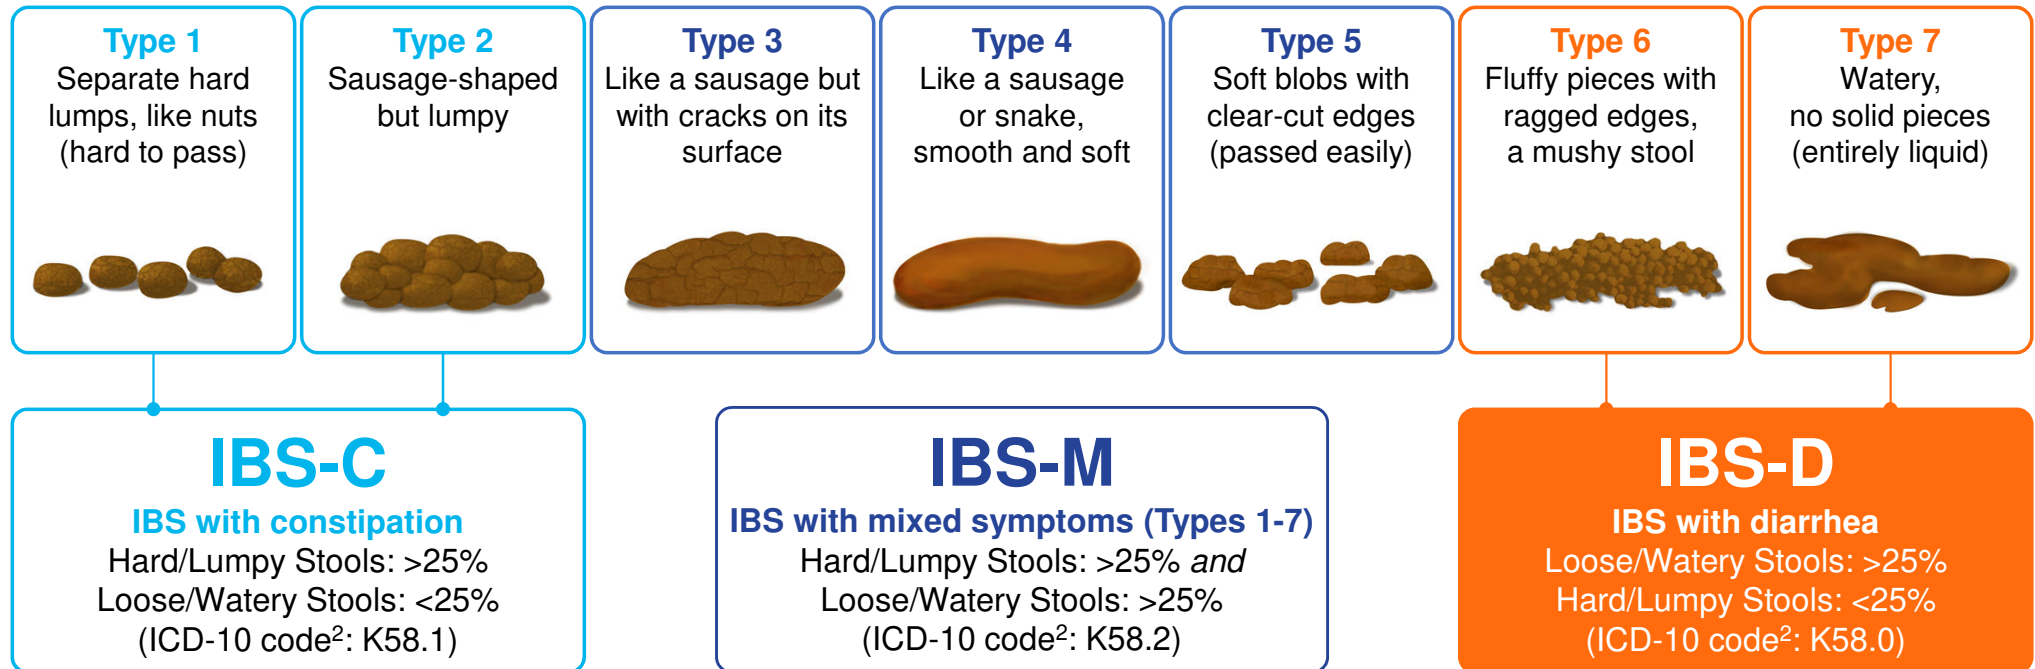 Type 1
Separate hard
lumps, like nuts
(hard to pass)
Type 2
Sausage-shaped
but lumpy
Type 3
Like a sausage but
with cracks on its
surface
Type 4
Like a sausage
or snake,
smooth and soft
Type 5
Soft blobs with
clear-cut edges
(passed easily)
Type 6
Fluffy pieces with
ragged edges,
a mushy stool
Type 7
Watery,
no solid pieces
(entirely liquid)
IBS-C
IBS with constipation
Hard/Lumpy Stools: >25%
Loose/Watery Stools: <25%
(ICD-10 code²: K58.1)
IBS-M
IBS with mixed symptoms (Types 1-7)
Hard/Lumpy Stools: >25% and
Loose/Watery Stools: >25%
(ICD-10 code²: K58.2)
IBS-D
IBS with diarrhea
Loose/Watery Stools: >25%
Hard/Lumpy Stools: <25%
(ICD-10 code²: K58.0)